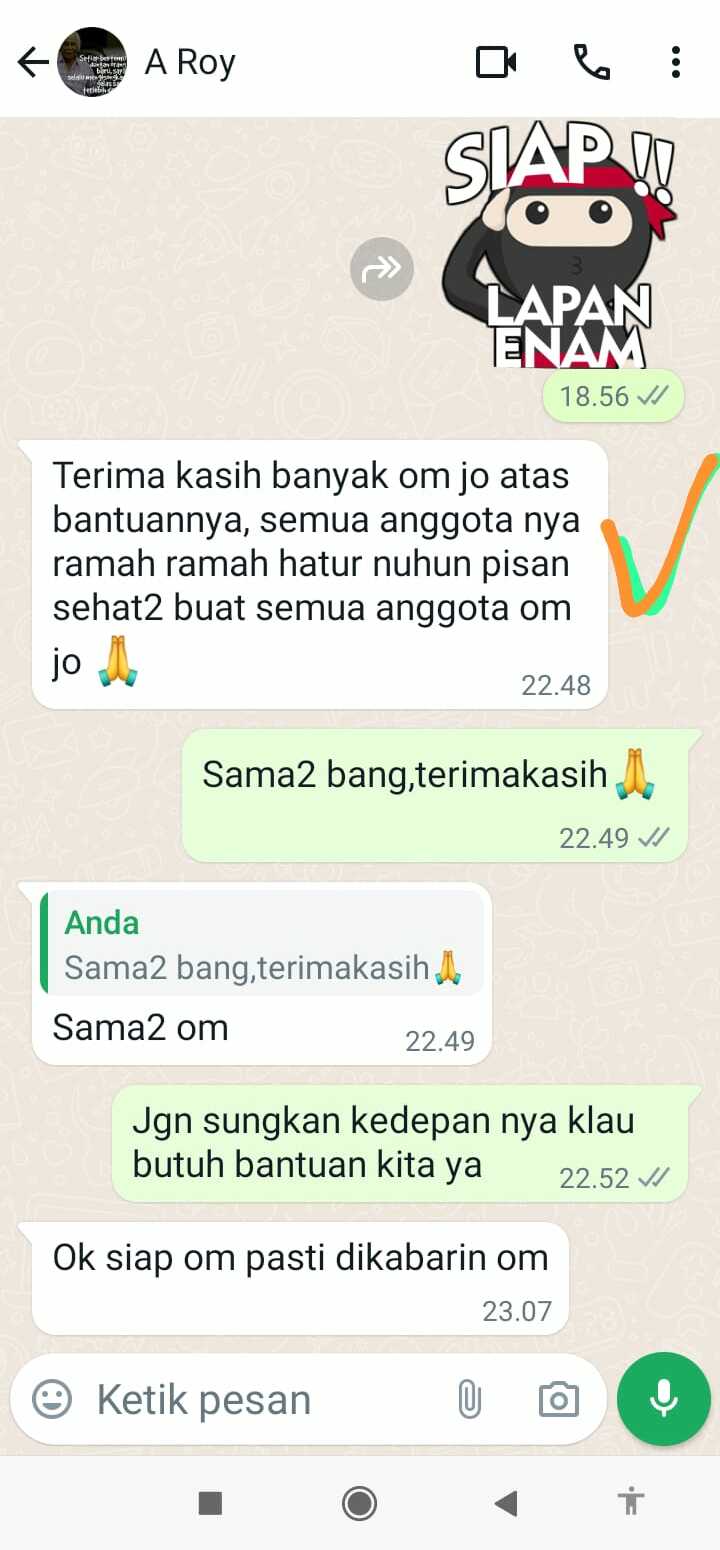 A Roy
SIAP !!
3
LAPAN
ENAM
18.56
Terima kasih banyak om jo atas
bantuannya, semua anggota nya
ramah ramah hatur nuhun pisan
sehat2 buat semua anggota om
jo 🙏
22.48
Sama2 bang,terimakasih🙏
22.49
Anda
Sama2 bang,terimakasih🙏
Sama2 om
22.49
Jgn sungkan kedepan nya klau
butuh bantuan kita ya
22.52
Ok siap om pasti dikabarin om
23.07
Ketik pesan